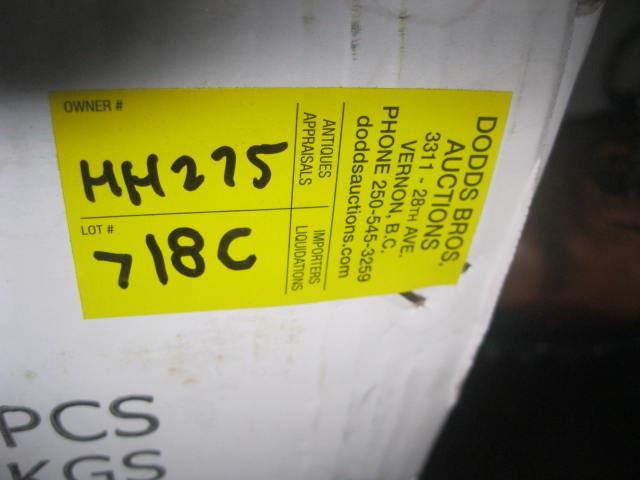 OWNER #
HH275
LOT #
718C
ANTIQUES
APPRAISALS
IMPORTERS
LIQUIDATIONS
DODDS BROS.
AUCTIONS
3311 - 28TH AVE.
VERNON, B.C.
PHONE 250-545-3259
doddsauctions.com
PCS
KGS